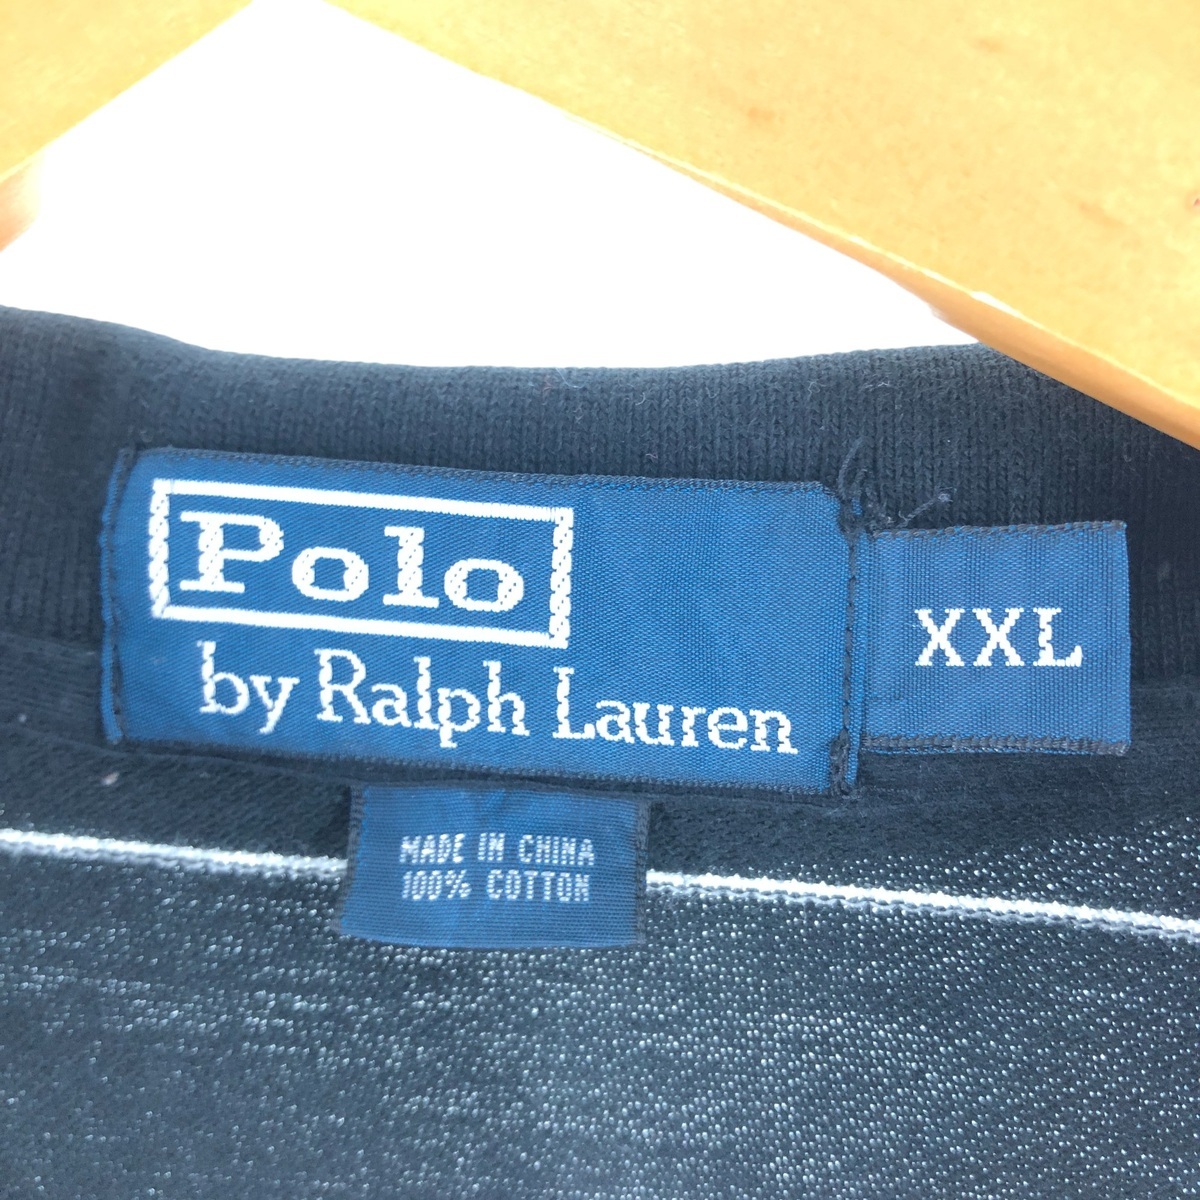 Polo
by Ralph Lauren
XXL
MADE IN CHINA
100% COTTON